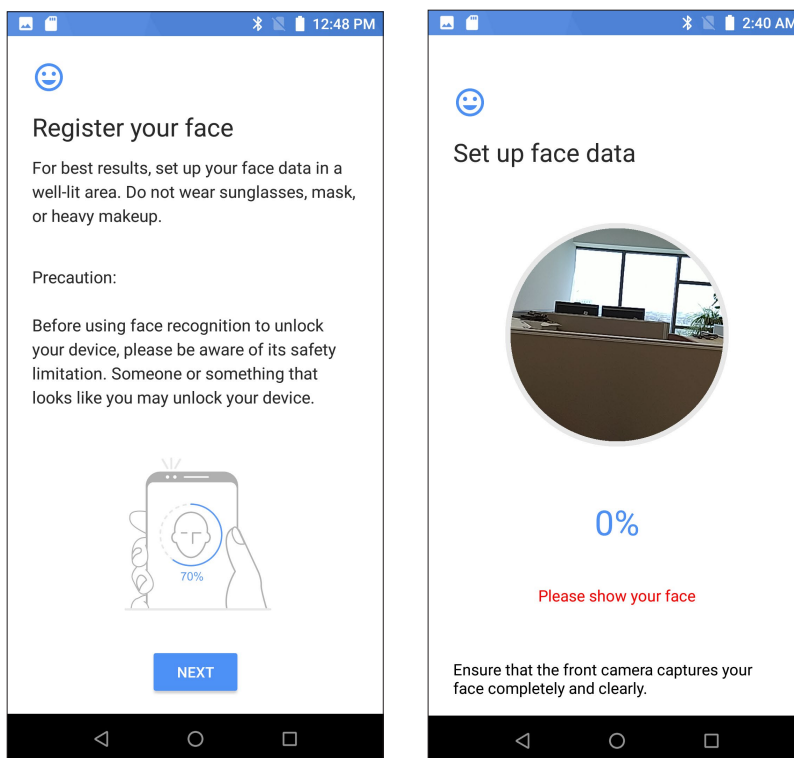 12:48 PM
Register your face
For best results, set up your face data in a
well-lit area. Do not wear sunglasses, mask,
or heavy makeup.
Precaution:
Before using face recognition to unlock
your device, please be aware of its safety
limitation. Someone or something that
looks like you may unlock your device.
70%
NEXT
2:40 AM
Set up face data
0%
Please show your face
Ensure that the front camera captures your
face completely and clearly.